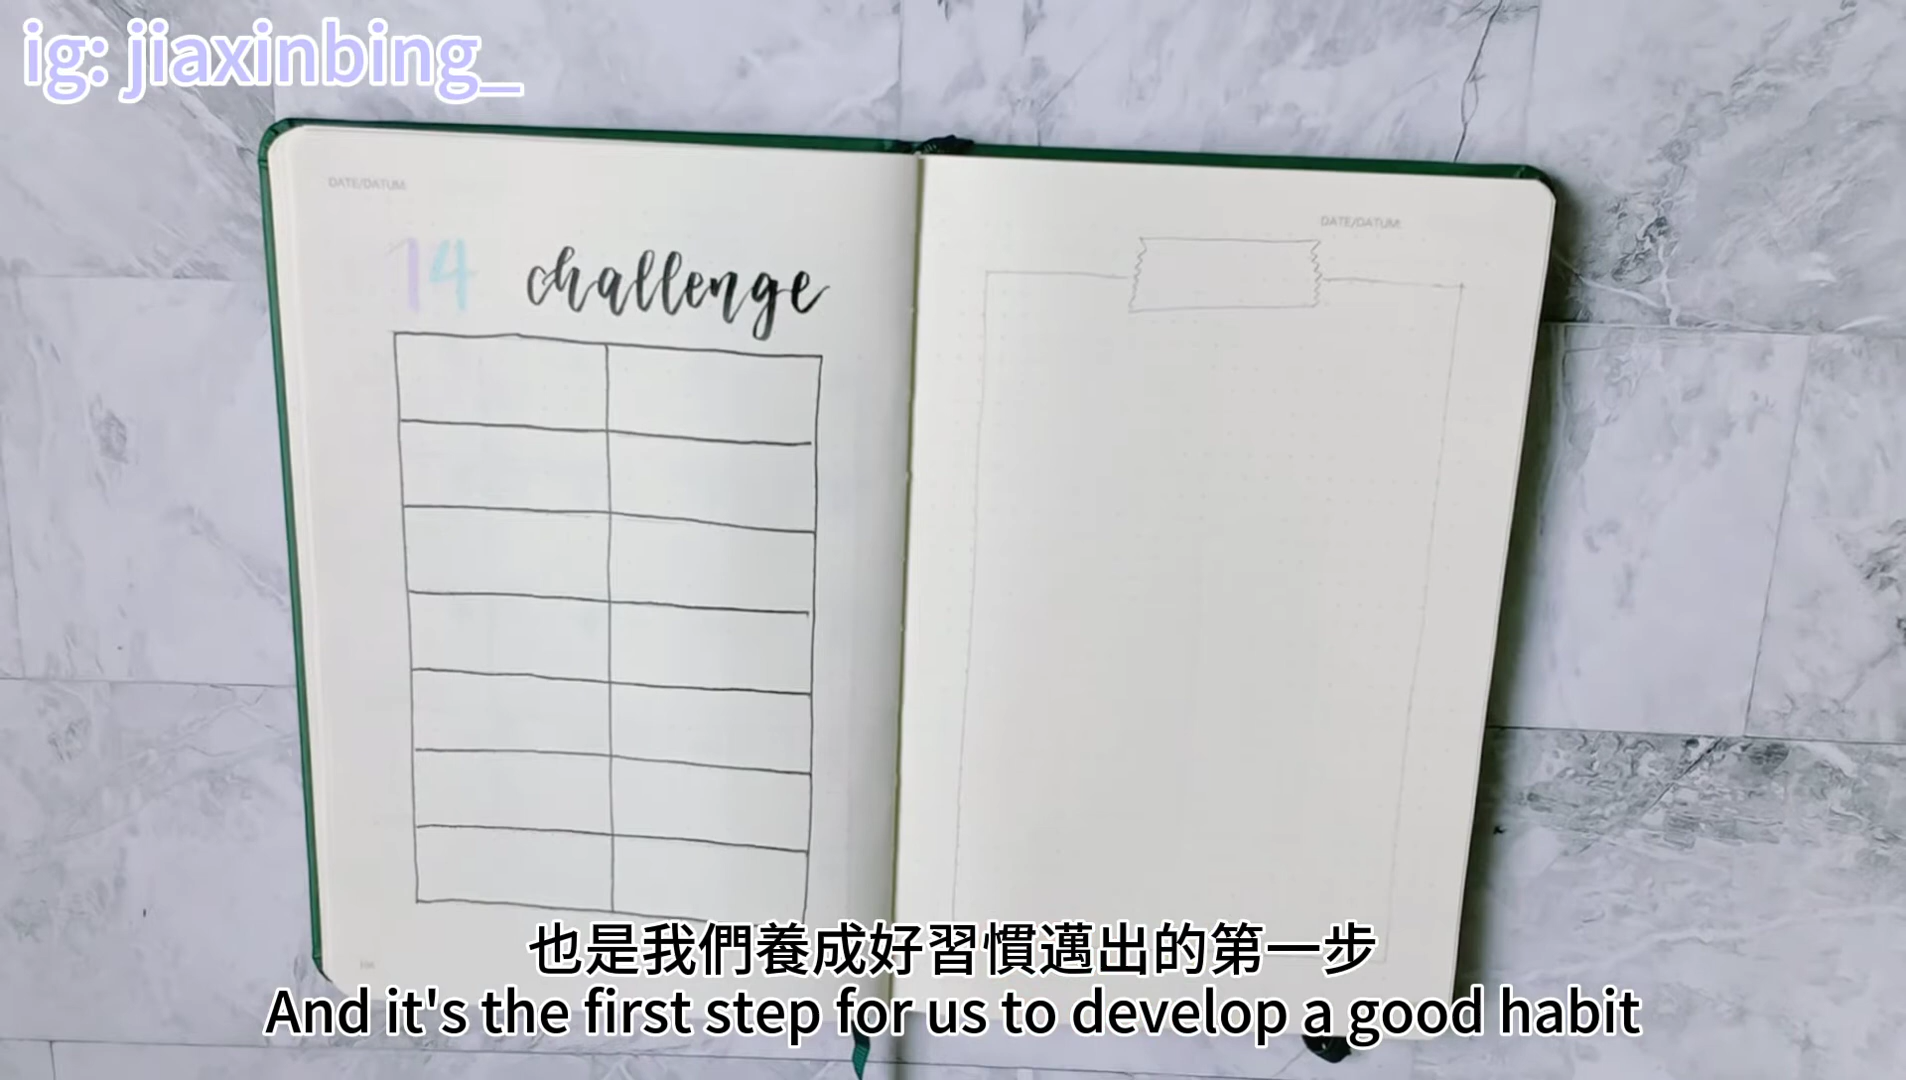 ig: jiaxinbing_
DATE/DATUM:
14 challenge
DATE/DATUM:
也是我們養成好習慣邁出的第一步
And it's the first step for us to develop a good habit